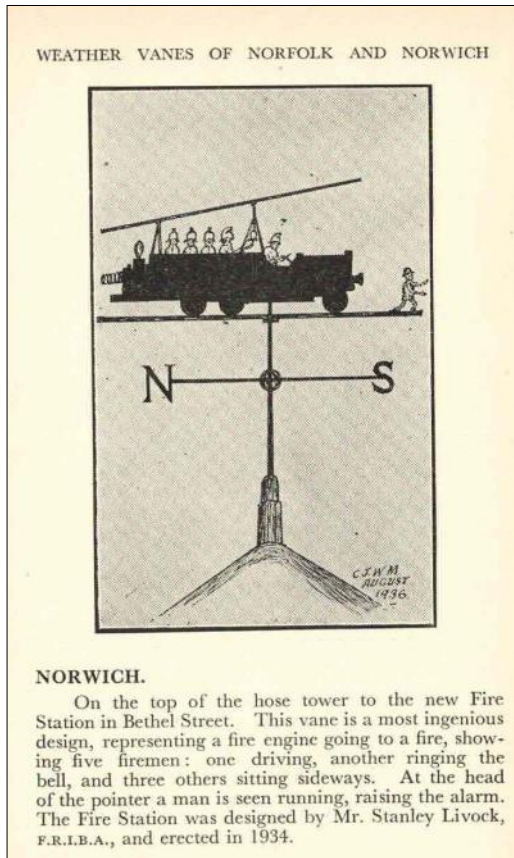 WEATHER VANES OF NORFOLK AND NORWICH
N
S
C.J.W M.
AUGUST
1936
NORWICH.
On the top of the hose tower to the new Fire
Station in Bethel Street. This vane is a most ingenious
design, representing a fire engine going to a fire, show-
ing five firemen : one driving, another ringing the
bell, and three others sitting sideways. At the head
of the pointer a man is seen running, raising the alarm.
The Fire Station was designed by Mr. Stanley Livock,
F.R.I.B.A., and erected in 1934.